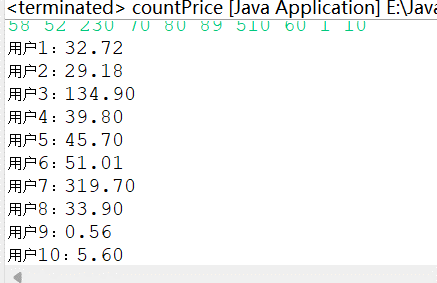 <terminated> countPrice [Java Application] E:\Java
58 52 230 70 80 89 510 60 1 10
用户1：32.72
用户2：29.18
用户3：134.90
用户4：39.80
用户5：45.70
用户6：51.01
用户7：319.70
用户8：33.90
用户9：0.56
用户10：5.60